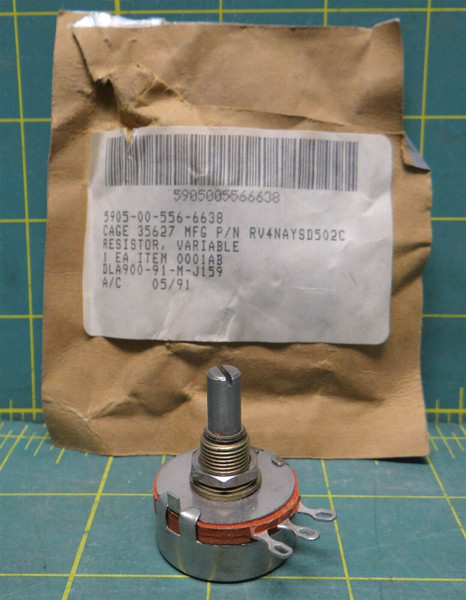 5905005566638
5905-00-556-6638
CAGE 35627 MFG P/N RV4NAYSD502C
RESISTOR, VARIABLE
1 EA ITEM 0001AB
DLA900-91-M-J159
A/C 05/91